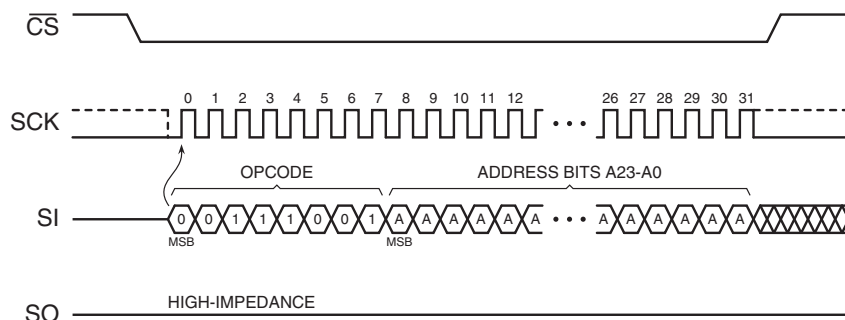 CS
0 1 2 3 4 5 6 7 8 9 10 11 12 26 27 28 29 30 31
SCK
OPCODE ADDRESS BITS A23-A0
SI 0 0 1 1 1 0 0 1 A A A A A A A A A A A A
MSB MSB
HIGH-IMPEDANCE
SO